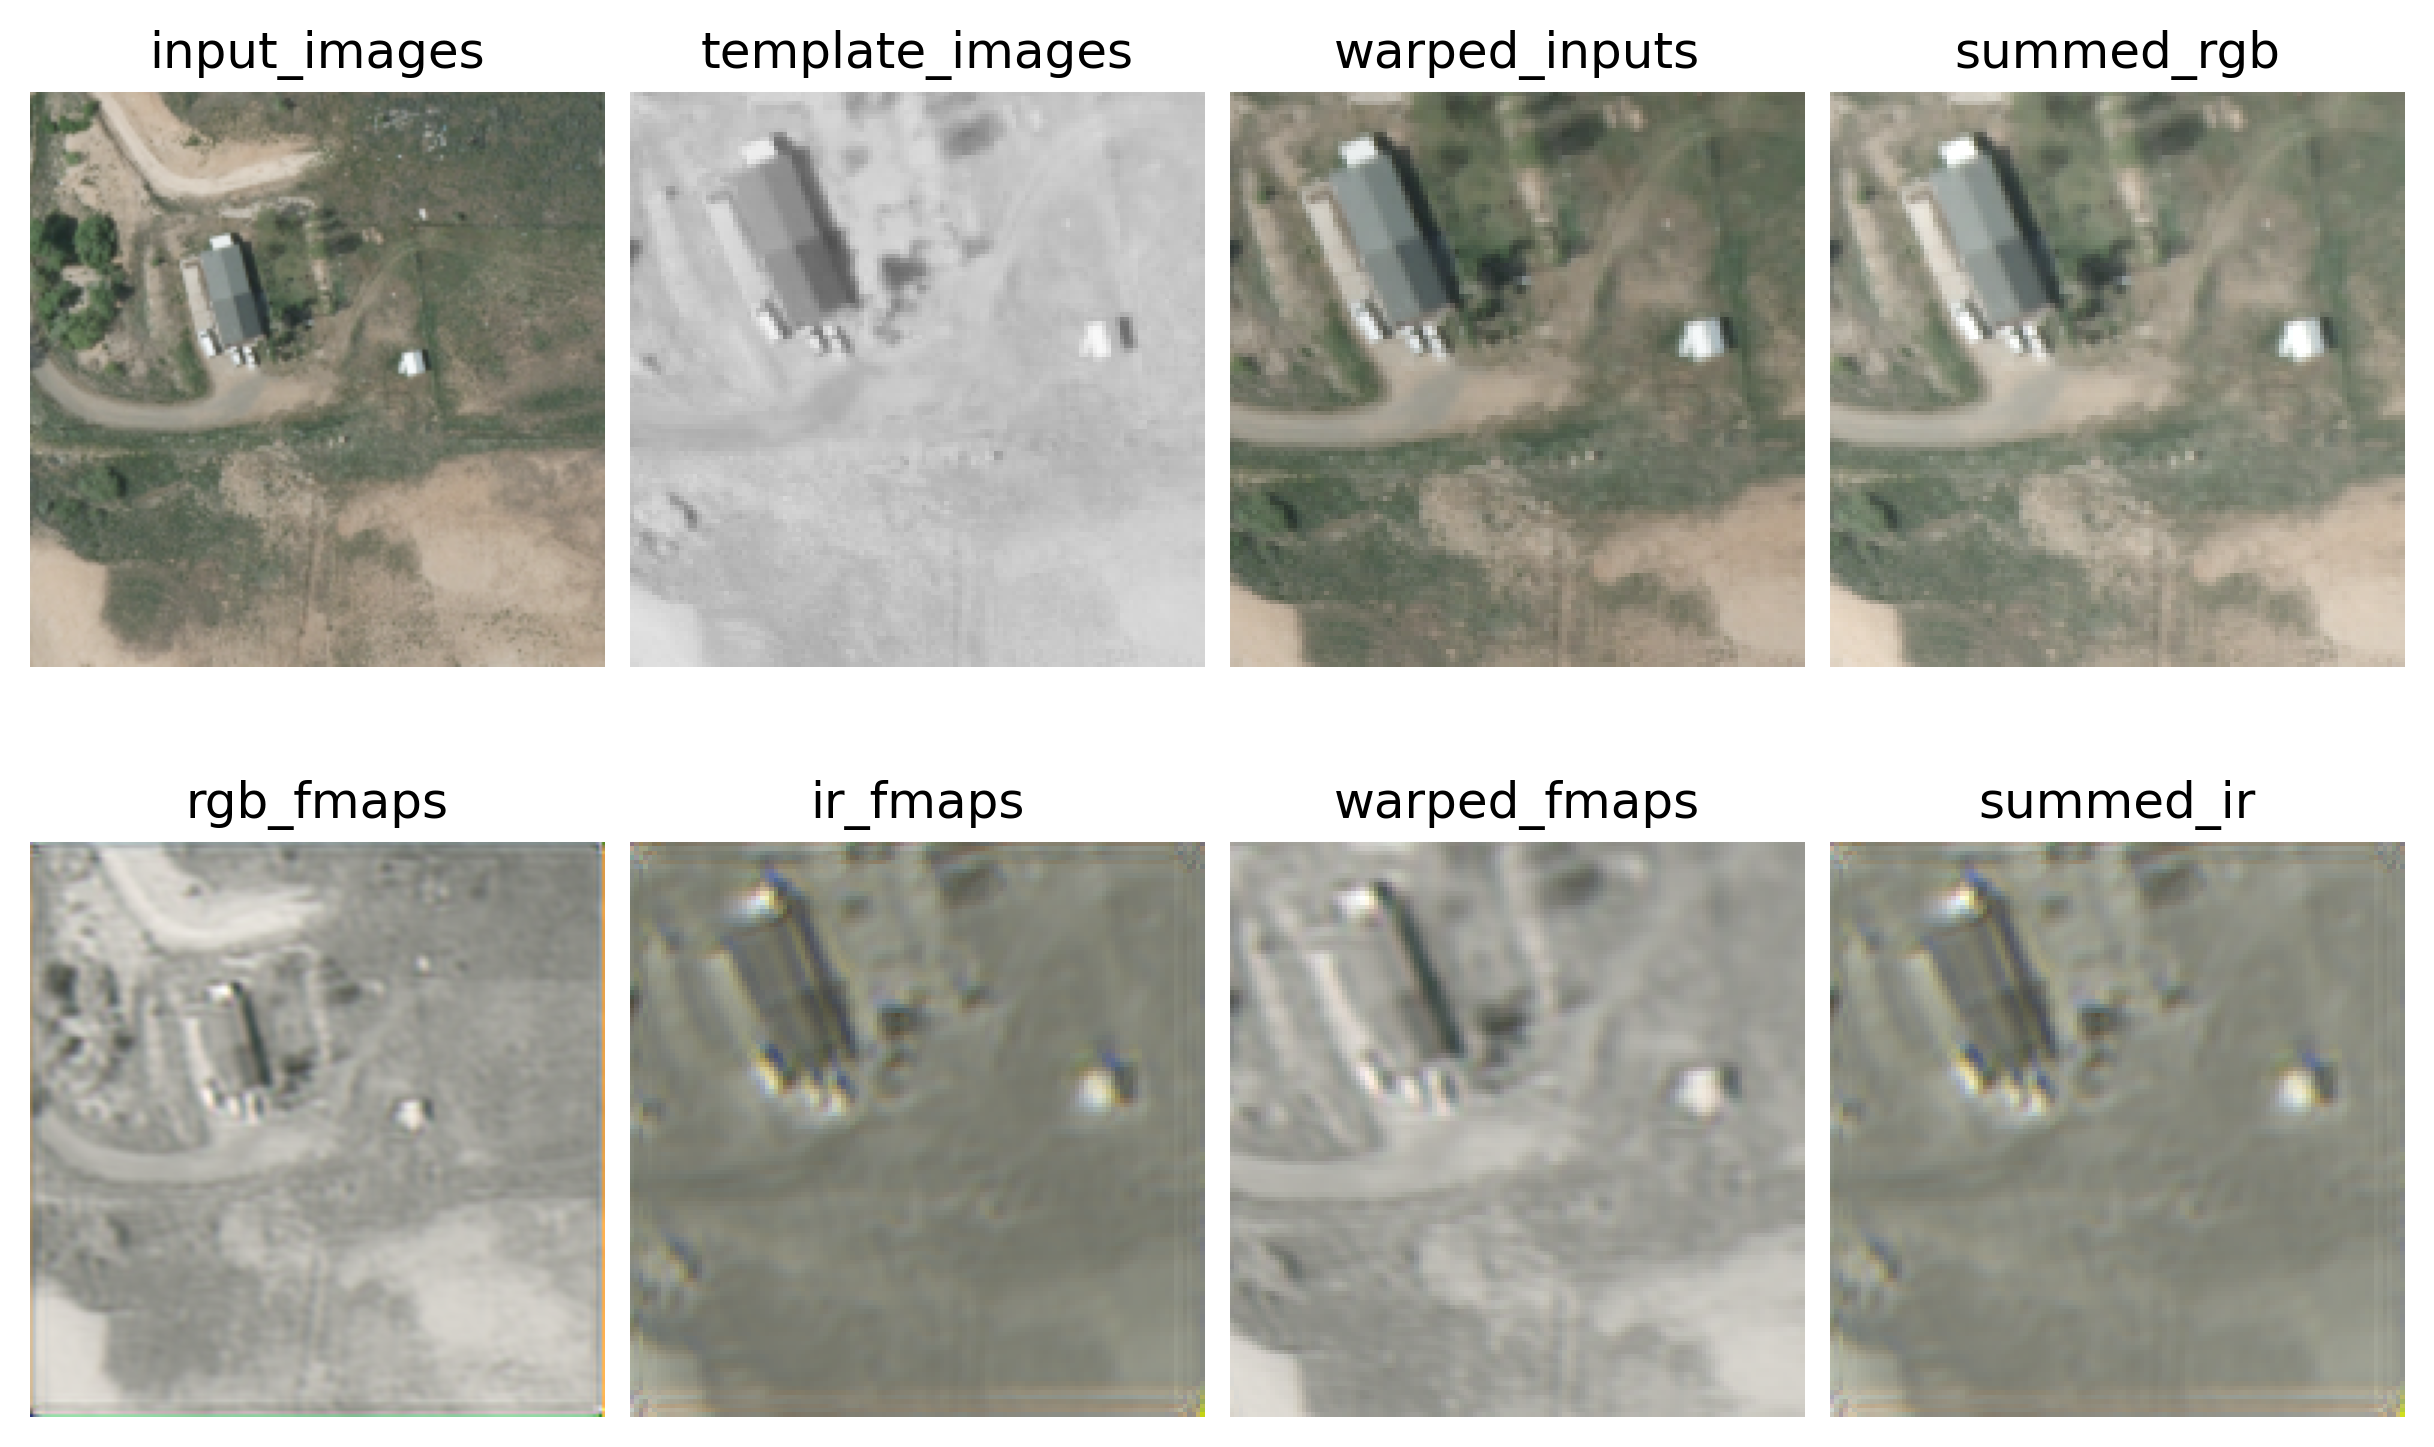 input_images
template_images
warped_inputs
summed_rgb
rgb_fmaps
ir_fmaps
warped_fmaps
summed_ir